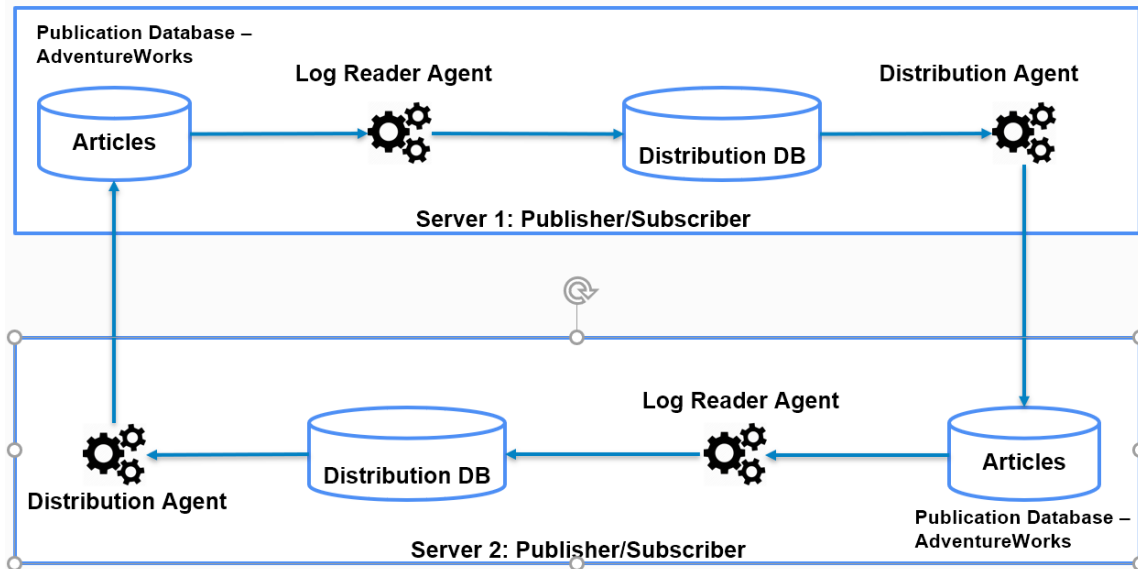 Publication Database –
AdventureWorks
Log Reader Agent
Distribution Agent
Articles
Distribution DB
Server 1: Publisher/Subscriber
Log Reader Agent
Distribution DB
Articles
Distribution Agent
Publication Database –
AdventureWorks
Server 2: Publisher/Subscriber